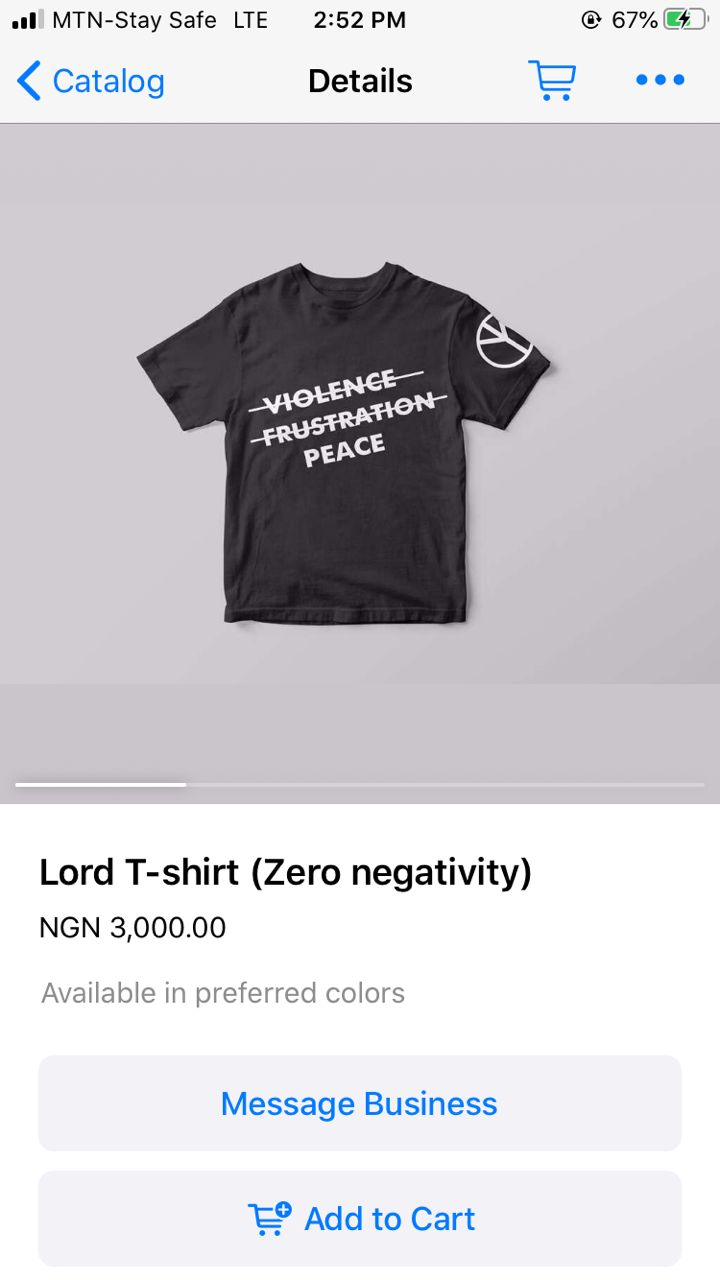 MTN-Stay Safe LTE 2:52 PM 67%
Catalog Details
VIOLENCE
FRUSTRATION
PEACE
Lord T-shirt (Zero negativity)
NGN 3,000.00
Available in preferred colors
Message Business
Add to Cart